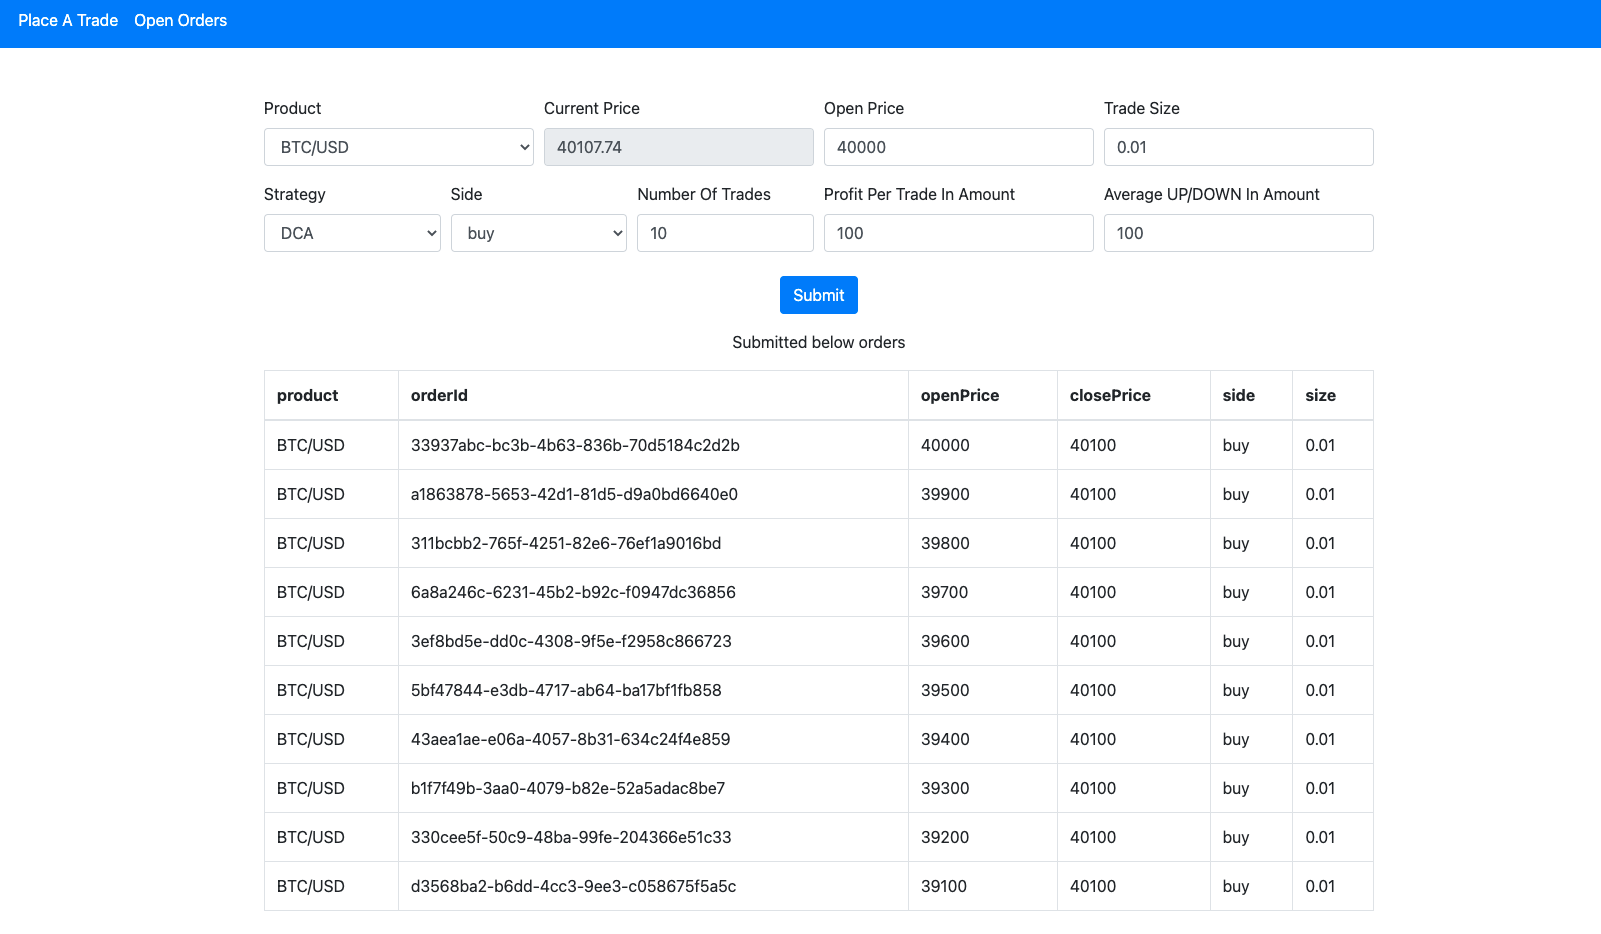 Place A Trade Open Orders
Product Current Price Open Price Trade Size
BTC/USD 40107.74 40000 0.01
Strategy Side Number Of Trades Profit Per Trade In Amount Average UP/DOWN In Amount
DCA buy 10 100 100
Submit
Submitted below orders
product orderId openPrice closePrice side size
BTC/USD 33937abc-bc3b-4b63-836b-70d5184c2d2b 40000 40100 buy 0.01
BTC/USD a1863878-5653-42d1-81d5-d9a0bd6640e0 39900 40100 buy 0.01
BTC/USD 311bcbb2-765f-4251-82e6-76ef1a9016bd 39800 40100 buy 0.01
BTC/USD 6a8a246c-6231-45b2-b92c-f0947dc36856 39700 40100 buy 0.01
BTC/USD 3ef8bd5e-dd0c-4308-9f5e-f2958c866723 39600 40100 buy 0.01
BTC/USD 5bf47844-e3db-4717-ab64-ba17bf1fb858 39500 40100 buy 0.01
BTC/USD 43aea1ae-e06a-4057-8b31-634c24f4e859 39400 40100 buy 0.01
BTC/USD b1f7f49b-3aa0-4079-b82e-52a5adac8be7 39300 40100 buy 0.01
BTC/USD 330cee5f-50c9-48ba-99fe-204366e51c33 39200 40100 buy 0.01
BTC/USD d3568ba2-b6dd-4cc3-9ee3-c058675f5a5c 39100 40100 buy 0.01